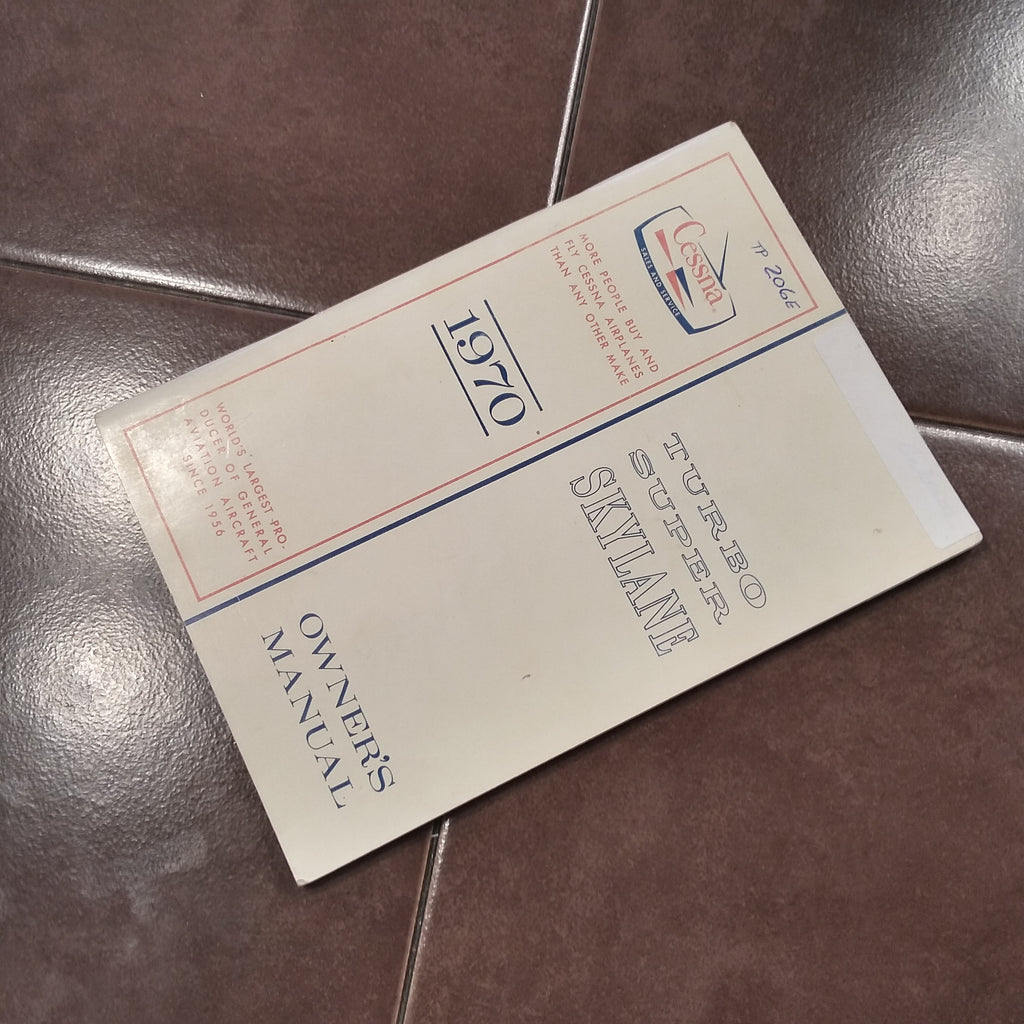 TP 206E
Cessna®
SALES AND SERVICE
MORE PEOPLE BUY AND
FLY CESSNA AIRPLANES
THAN ANY OTHER MAKE
1970
WORLD'S LARGEST PRO-
DUCER OF GENERAL
AVIATION AIRCRAFT
SINCE 1956
TURBO
SUPER
SKYLANE
OWNER'S
MANUAL